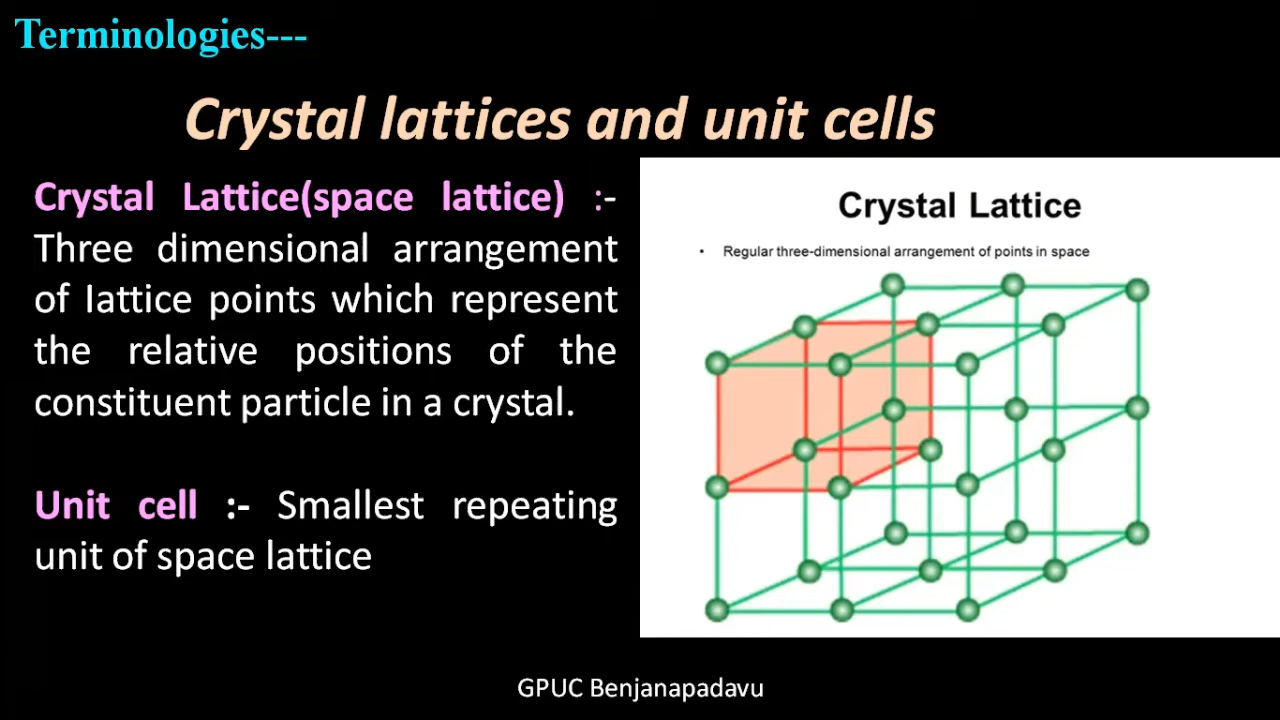 Terminologies---
Crystal lattices and unit cells
Crystal Lattice(space lattice) :-
Three dimensional arrangement
of lattice points which represent
the relative positions of the
constituent particle in a crystal.
Unit cell :- Smallest repeating
unit of space lattice
Crystal Lattice
• Regular three-dimensional arrangement of points in space
GPUC Benjanapadavu